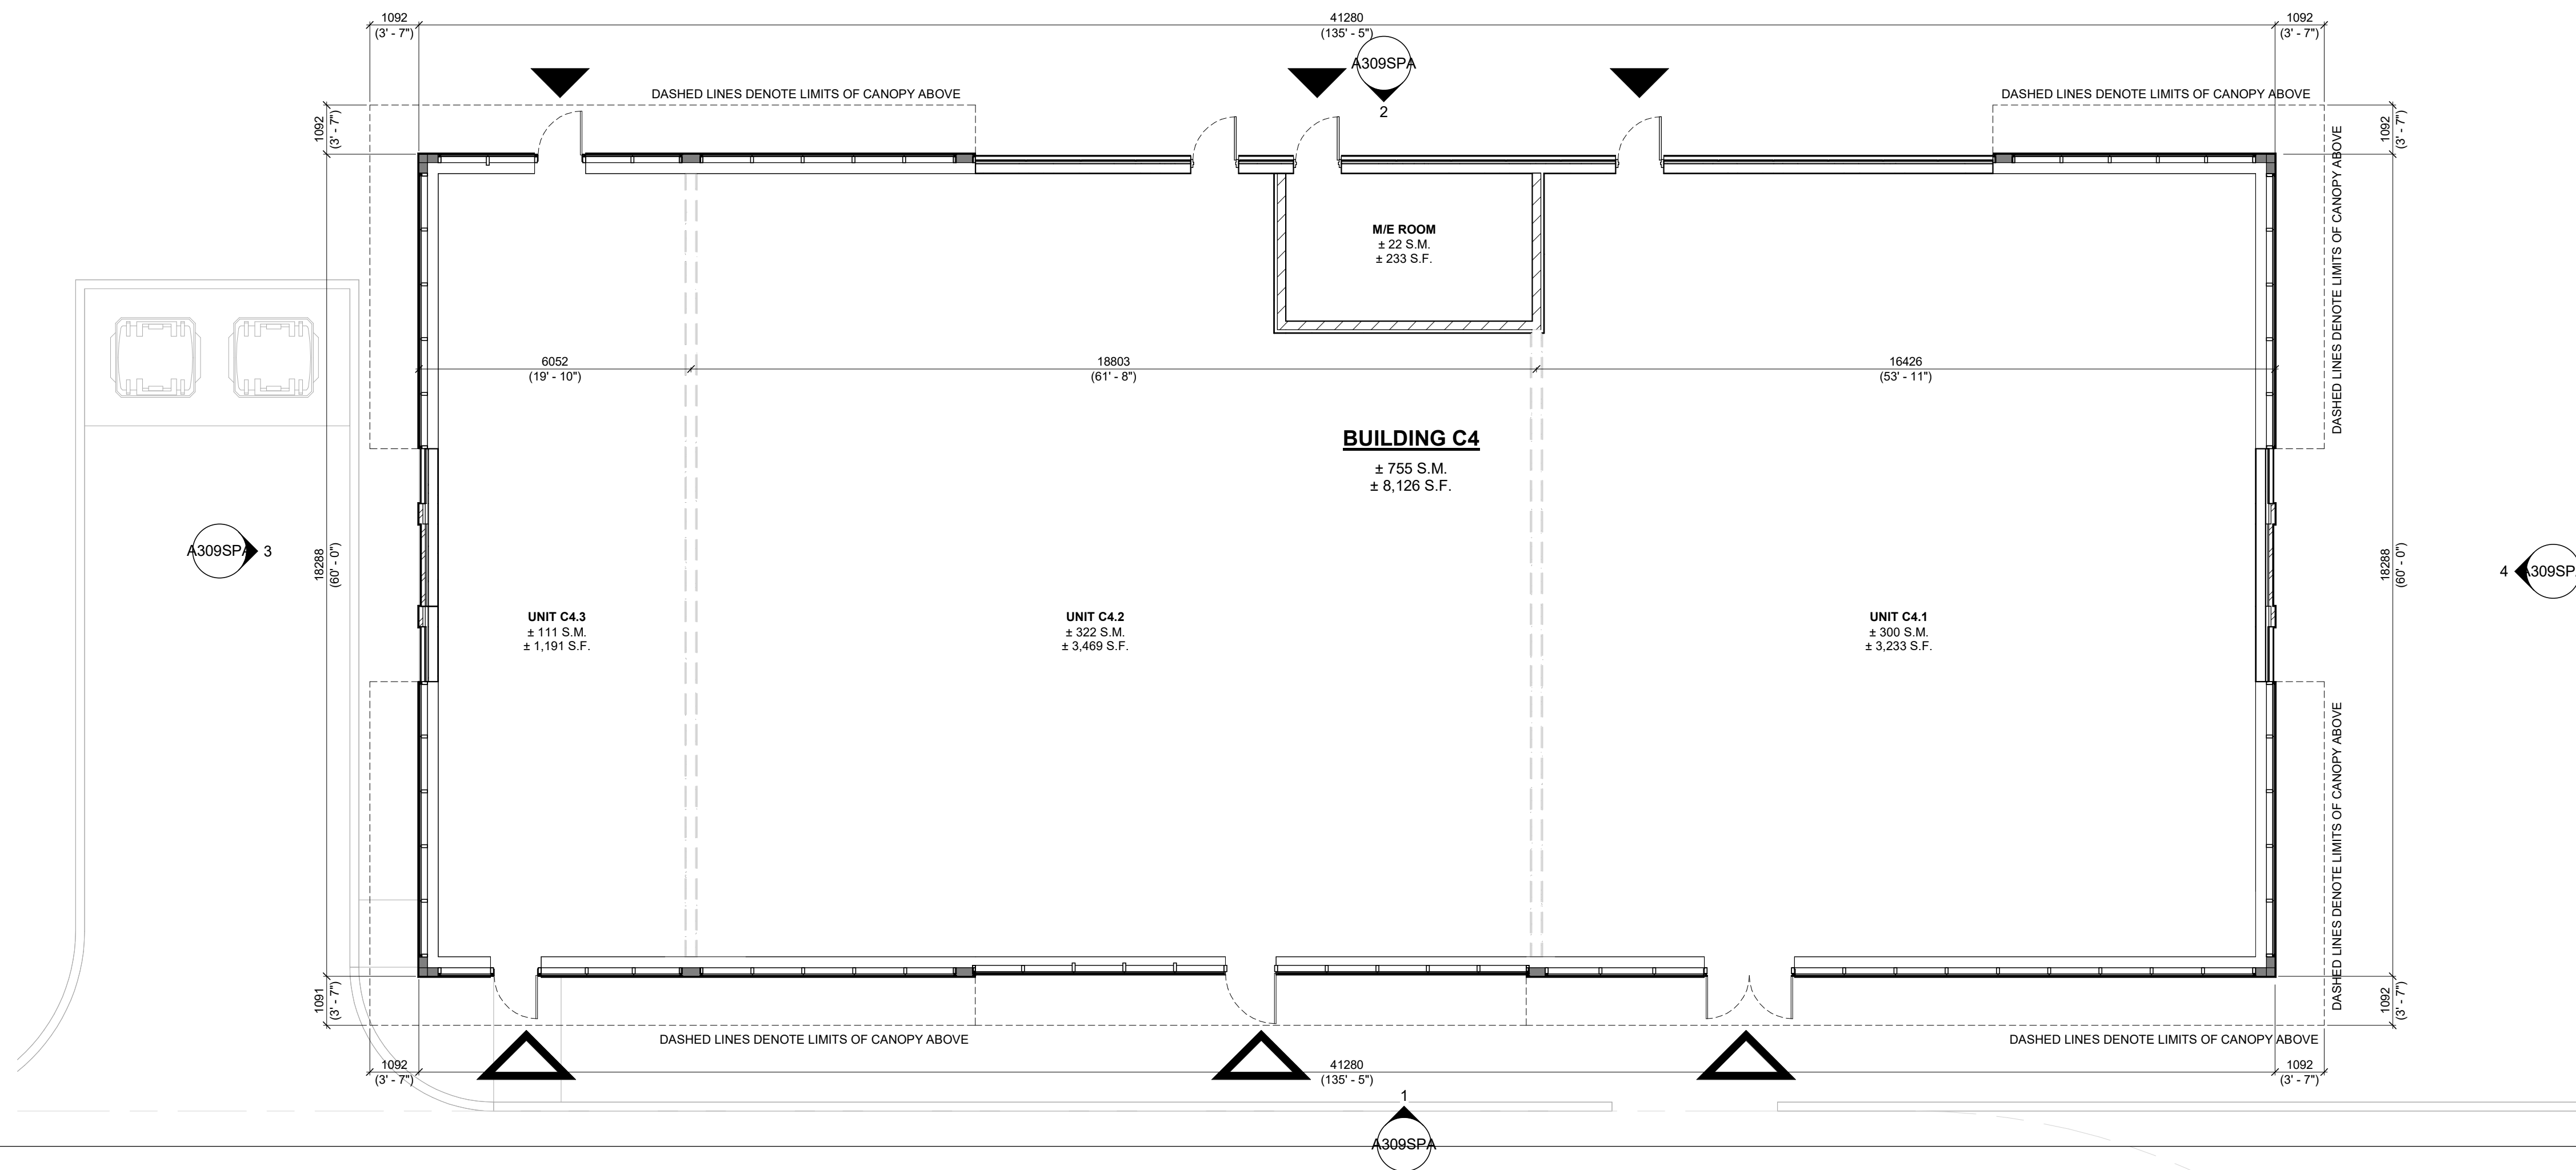 1092
(3' - 7")
41280
(135' - 5")
1092
(3' - 7")
A309SPA
2
DASHED LINES DENOTE LIMITS OF CANOPY ABOVE
DASHED LINES DENOTE LIMITS OF CANOPY ABOVE
1092
(3' - 7")
1092
(3' - 7")
DASHED LINES DENOTE LIMITS OF CANOPY ABOVE
M/E ROOM
± 22 S.M.
± 233 S.F.
6052
(19' - 10")
18803
(61' - 8")
16426
(53' - 11")
BUILDING C4
± 755 S.M.
± 8,126 S.F.
A309SPA
3
18288
(60' - 0")
18288
(60' - 0")
4
A309SP
UNIT C4.3
± 111 S.M.
± 1,191 S.F.
UNIT C4.2
± 322 S.M.
± 3,469 S.F.
UNIT C4.1
± 300 S.M.
± 3,233 S.F.
DASHED LINES DENOTE LIMITS OF CANOPY ABOVE
1091
(3' - 7")
1092
(3' - 7")
DASHED LINES DENOTE LIMITS OF CANOPY ABOVE
DASHED LINES DENOTE LIMITS OF CANOPY ABOVE
1092
(3' - 7")
41280
(135' - 5")
1092
(3' - 7")
1
A309SPA